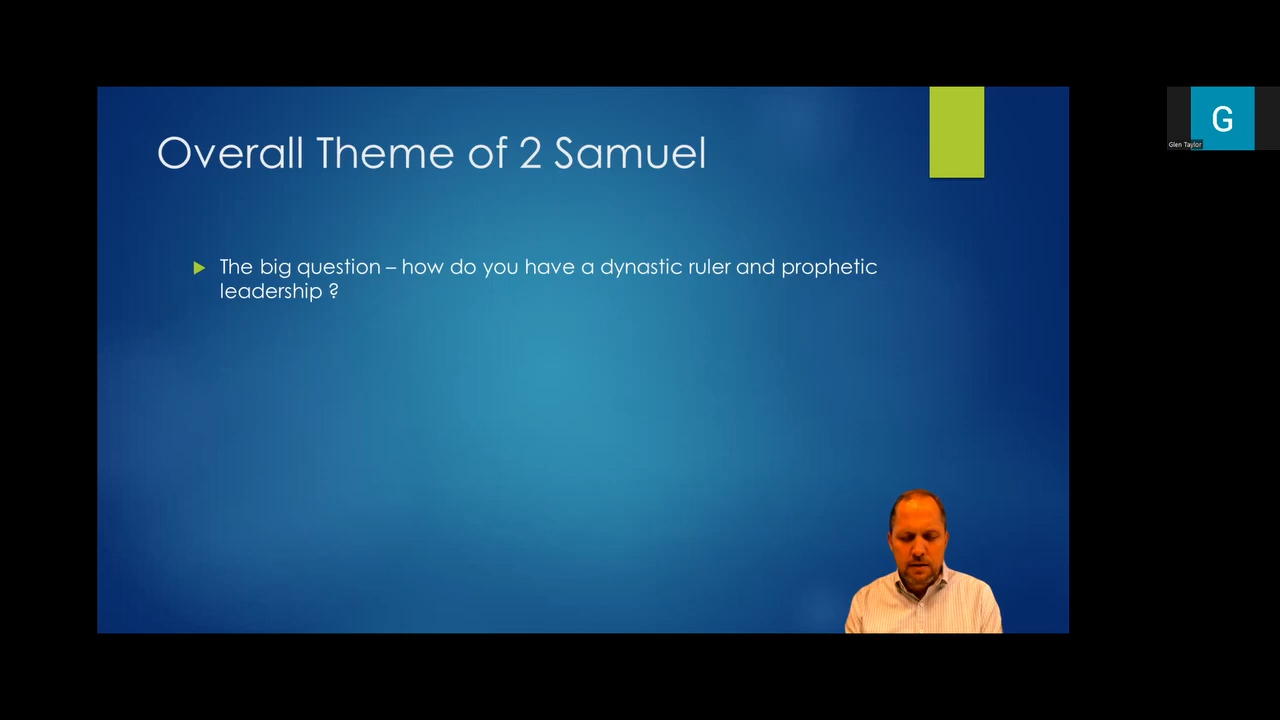 Overall Theme of 2 Samuel
The big question – how do you have a dynastic ruler and prophetic
leadership ?
G
Glen Taylor